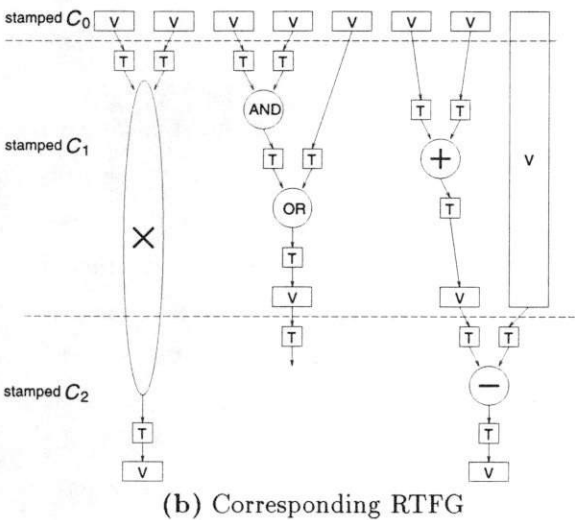 stamped C0 V V V V V V V
T T T T
AND
T T
stamped C1 T T + V
OR
×
T T
V V
T T T
stamped C2 −
T T
V V
(b) Corresponding RTFG